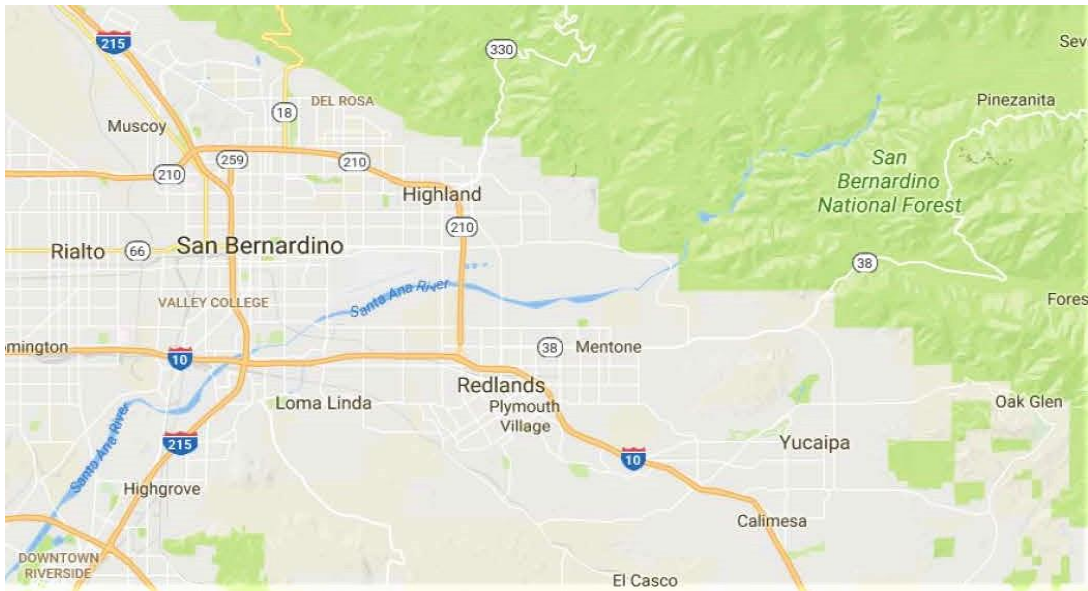 215
330
Sev
18
DEL ROSA
Pinezanita
Muscoy
San
Bernardino
National Forest
210
259
210
Highland
210
Rialto
66
San Bernardino
38
Santa Ana River
VALLEY COLLEGE
Fores
mington
10
38
Mentone
Redlands
Plymouth
Village
Loma Linda
Oak Glen
Santa Ana River
215
Yucaipa
10
Highgrove
Calimesa
DOWNTOWN
RIVERSIDE
El Casco